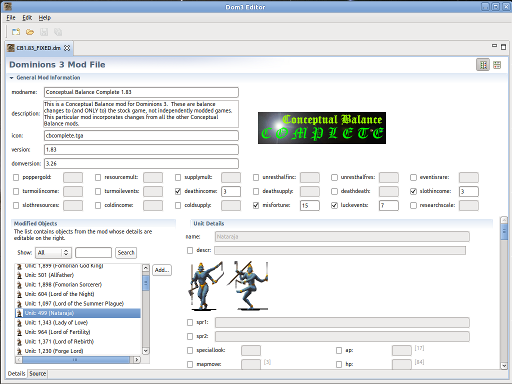 Dom3 Editor
File Edit Help
CB1.83_FIXED.dm
Dominions 3 Mod File
General Mod Information
modname: Conceptual Balance Complete 1.83
description: This is a Conceptual Balance mod for Dominions 3. These are balance
changes to (and ONLY to) the stock game, not independently modded games.
This particular mod incorporates changes from all the other Conceptual
Balance mods.
Conceptual Balance
COMPLETE
icon: cbcomplete.tga
version: 1.83
domversion: 3.26
poppergold: resourcemult: supplymult: unresthalfinc: unresthalfres: eventisrare:
turmoilincome: turmoilevents: deathincome: 3 deathsupply: deathdeath: slothincome: 3
slothresources: coldincome: coldsupply: misfortune: 15 luckevents: 7 researchscale:
Modified Objects
The list contains objects from the mod whose details are
editable on the right.
Show: All Search
Unit: 1,899 (Fomorian God King)
Unit: 501 (Allfather)
Unit: 1,898 (Fomorian Sorcerer)
Unit: 604 (Lord of the Night)
Unit: 1,097 (Lord of the Summer Plague)
Unit: 499 (Nataraja)
Unit: 1,343 (Lady of Love)
Unit: 964 (Lord of Fertility)
Unit: 1,371 (Lord of Rebirth)
Unit: 1,230 (Forge Lord)
Add...
Unit Details
name: Nataraja
descr:
spr1:
spr2:
speciallook: ap: [17]
mapmove: [3] hp: [84]
Details Source